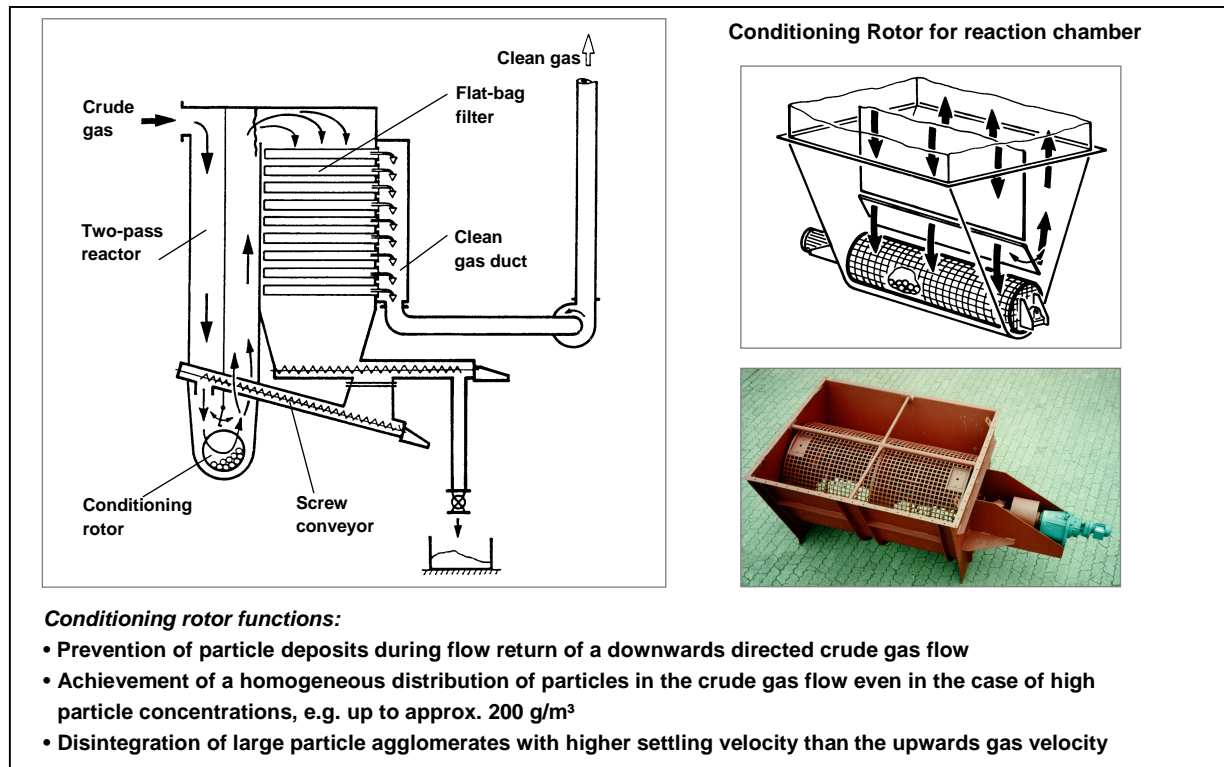 Conditioning Rotor for reaction chamber
Clean gas
Crude
gas
Flat-bag
filter
Two-pass
reactor
Clean
gas duct
Conditioning
rotor
Screw
conveyor
Conditioning rotor functions:
• Prevention of particle deposits during flow return of a downwards directed crude gas flow
• Achievement of a homogeneous distribution of particles in the crude gas flow even in the case of high
particle concentrations, e.g. up to approx. 200 g/m³
• Disintegration of large particle agglomerates with higher settling velocity than the upwards gas velocity